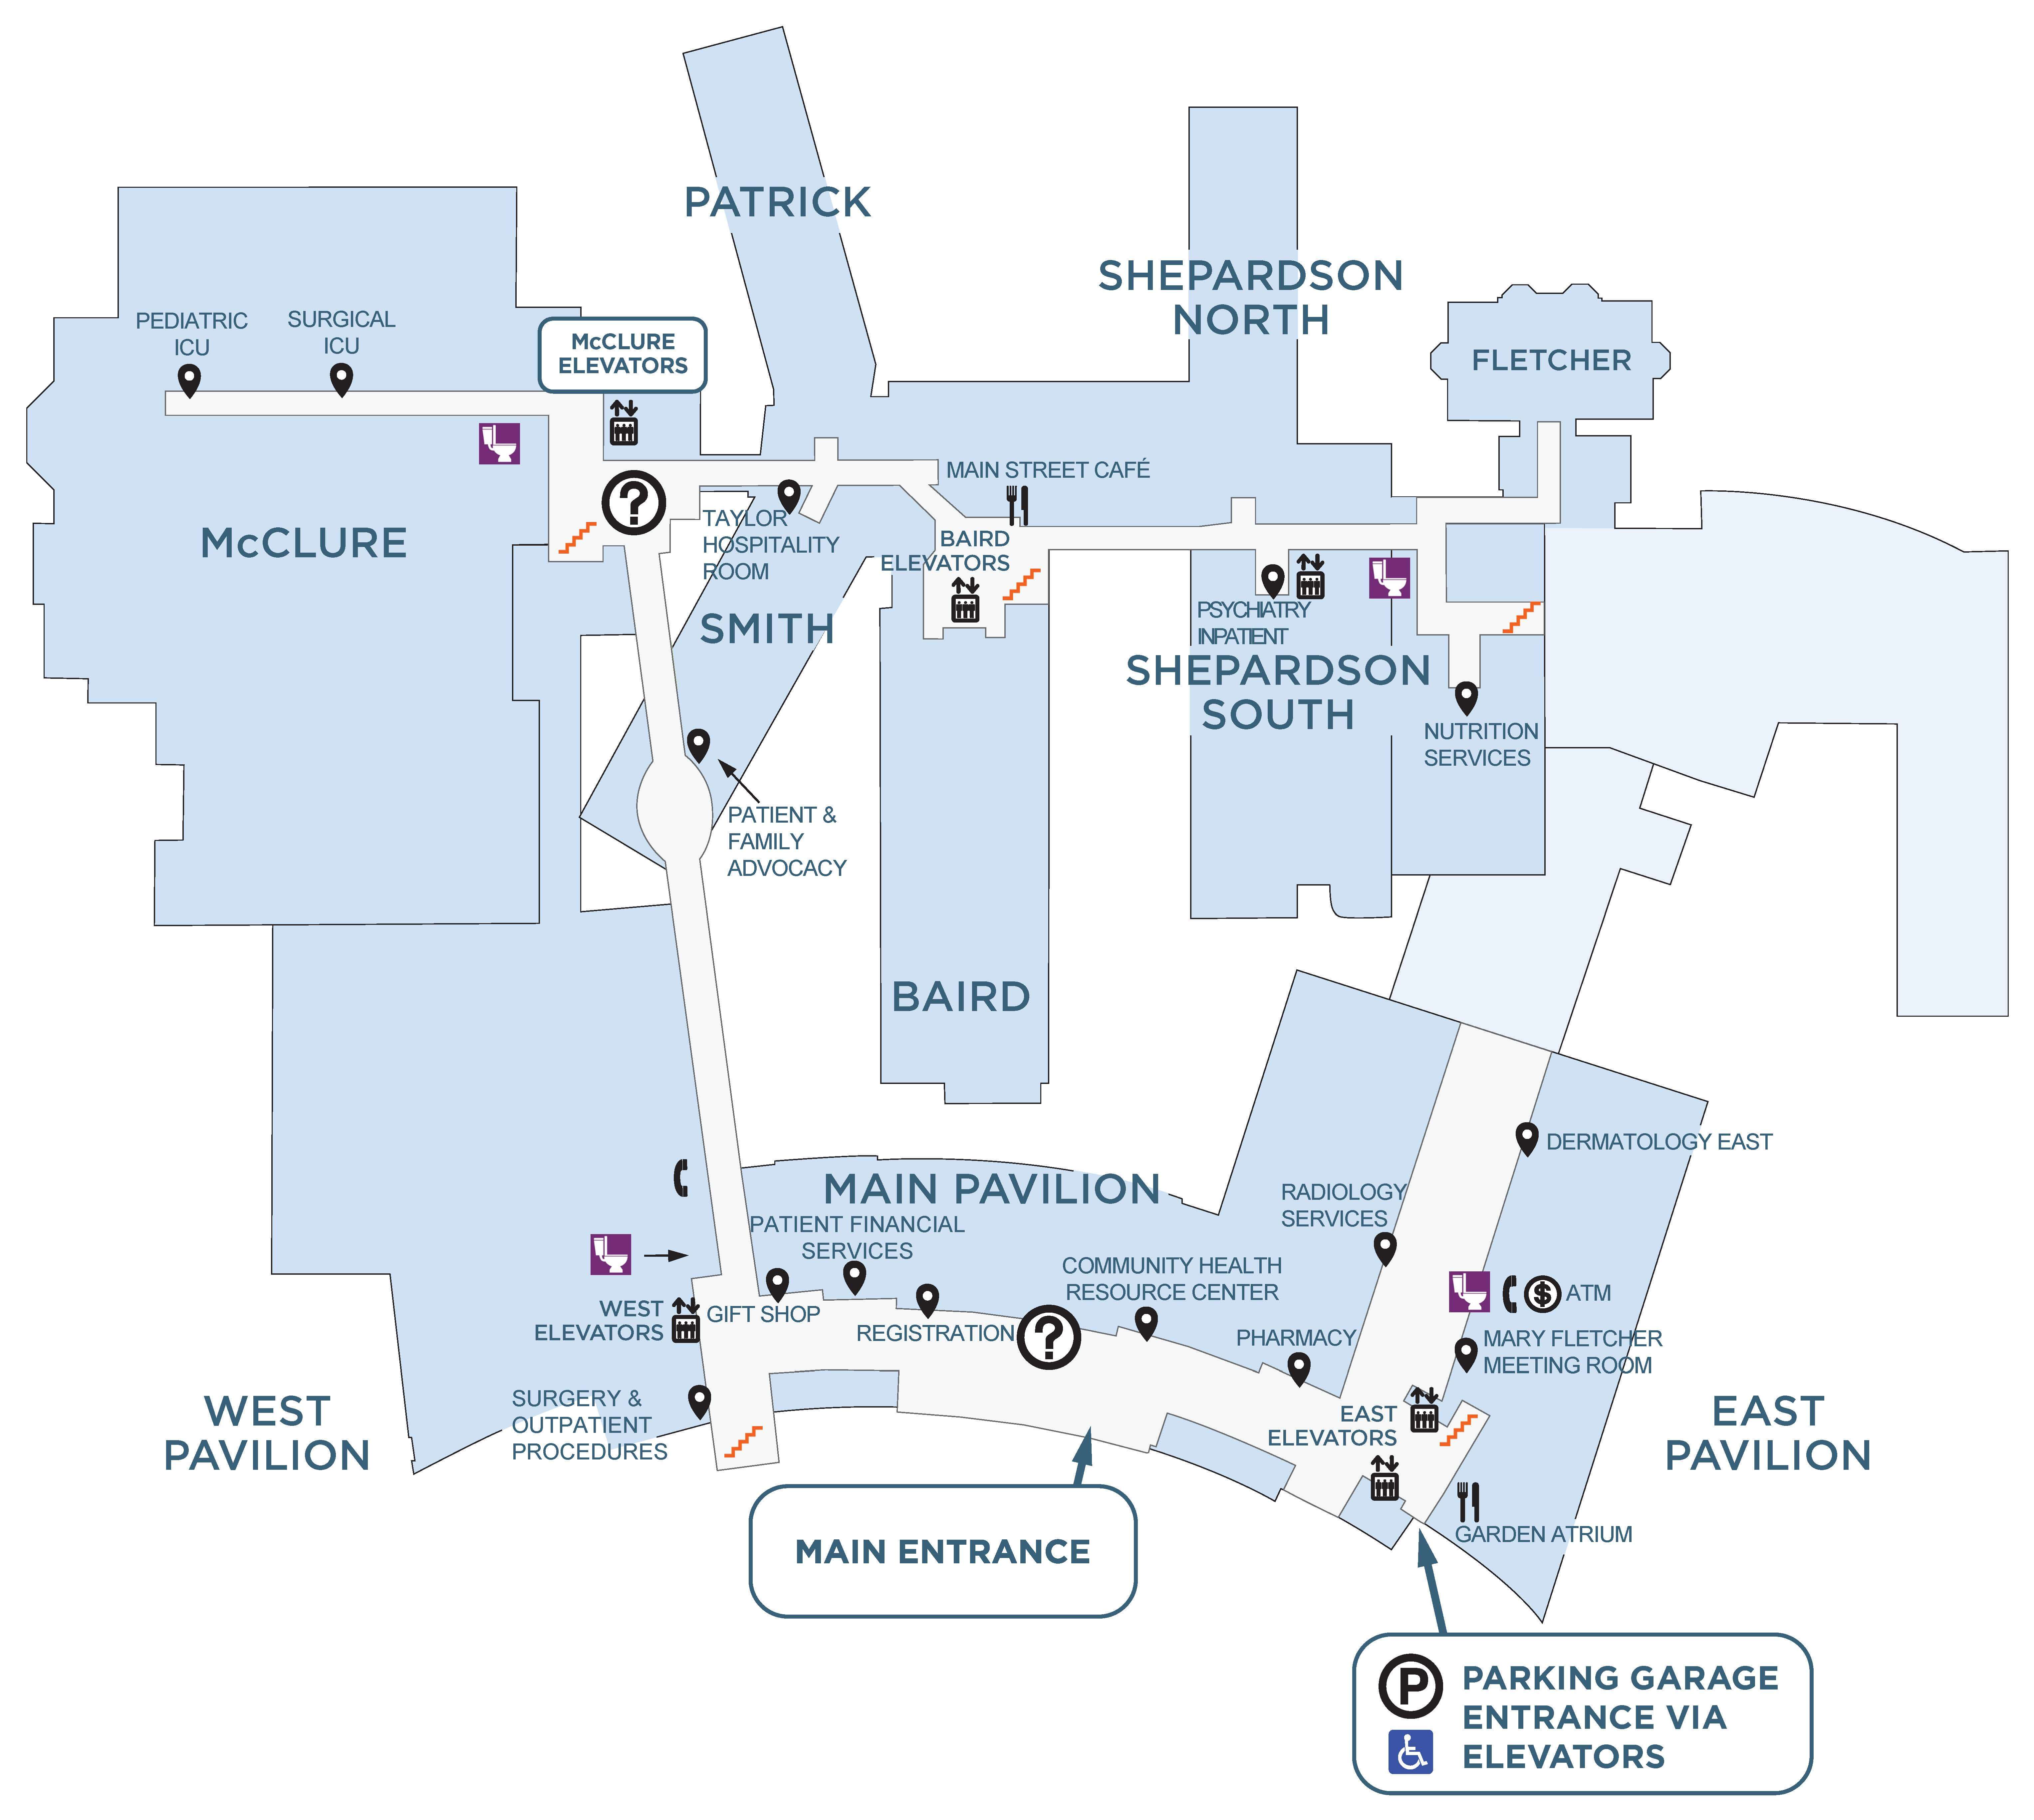 PATRICK
SHEPARDSON
NORTH
PEDIATRIC
ICU
SURGICAL
ICU
McCLURE
ELEVATORS
FLETCHER
MAIN STREET CAFÉ
McCLURE
TAYLOR
HOSPITALITY
ROOM
BAIRD
ELEVATORS
PSYCHIATRY
INPATIENT
SMITH
SHEPARDSON
SOUTH
NUTRITION
SERVICES
PATIENT &
FAMILY
ADVOCACY
BAIRD
DERMATOLOGY EAST
MAIN PAVILION
RADIOLOGY
SERVICES
PATIENT FINANCIAL
SERVICES
COMMUNITY HEALTH
RESOURCE CENTER
$ ATM
WEST
ELEVATORS
GIFT SHOP
REGISTRATION
?
?
PHARMACY
MARY FLETCHER
MEETING ROOM
SURGERY &
OUTPATIENT
PROCEDURES
EAST
ELEVATORS
WEST
PAVILION
EAST
PAVILION
GARDEN ATRIUM
MAIN ENTRANCE
P
PARKING GARAGE
ENTRANCE VIA
ELEVATORS